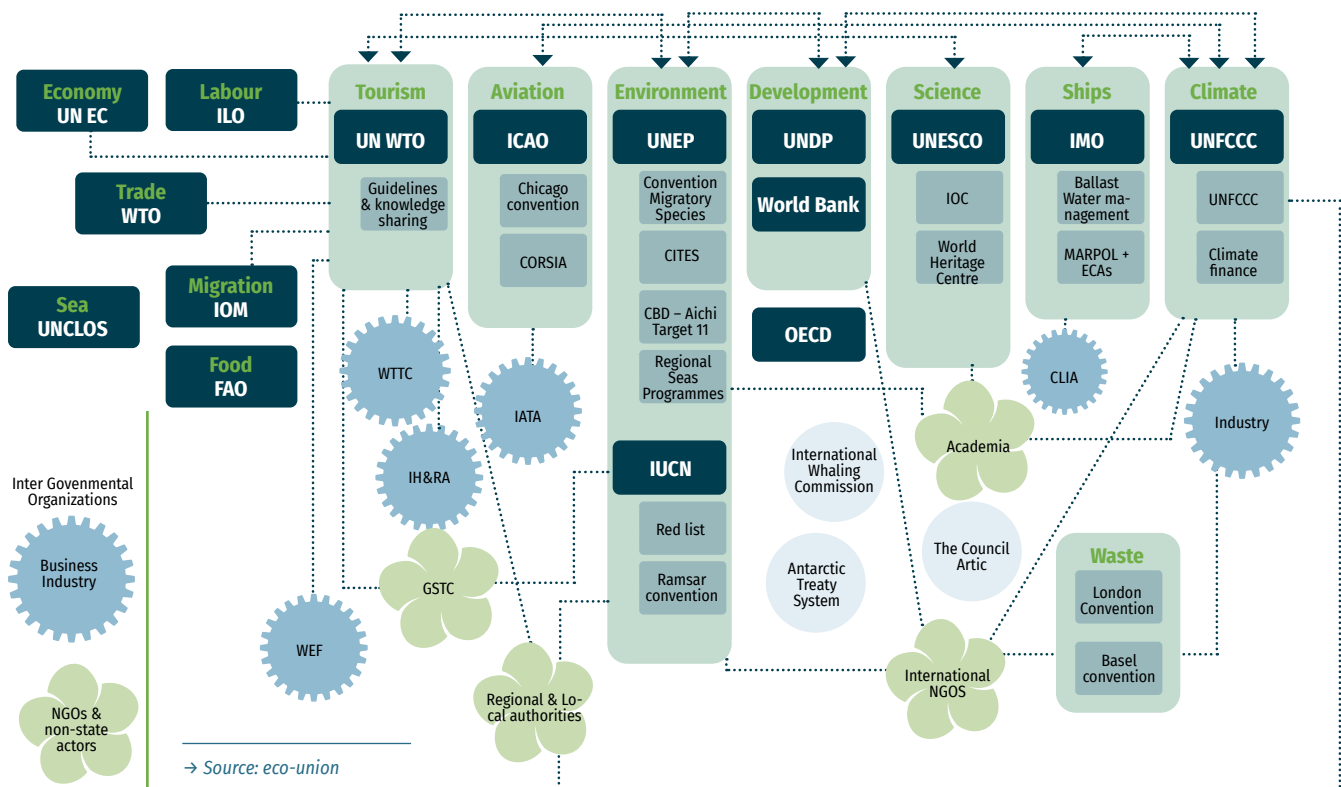 Economy
UN EC
Labour
ILO
Trade
WTO
Migration
IOM
Sea
UNCLOS
Food
FAO
Tourism
UN WTO
Guidelines
& knowledge
sharing
Aviation
ICAO
Chicago
convention
CORSIA
Environment
UNEP
Convention
Migratory
Species
CITES
CBD – Aichi
Target 11
Regional
Seas
Programmes
IUCN
Red list
Ramsar
convention
Development
UNDP
World Bank
OECD
Science
UNESCO
IOC
World
Heritage
Centre
Ships
IMO
Ballast
Water ma-
nagement
MARPOL +
ECAs
Climate
UNFCCC
UNFCCC
Climate
finance
WTTC
IATA
IH&RA
CLIA
Industry
Academia
International
Whaling
Commission
The Council
Artic
Antarctic
Treaty
System
Waste
London
Convention
Basel
convention
GSTC
WEF
Regional & Lo-
cal authorities
International
NGOS
Inter Govenmental
Organizations
Business
Industry
NGOs &
non-state
actors
→ Source: eco-union